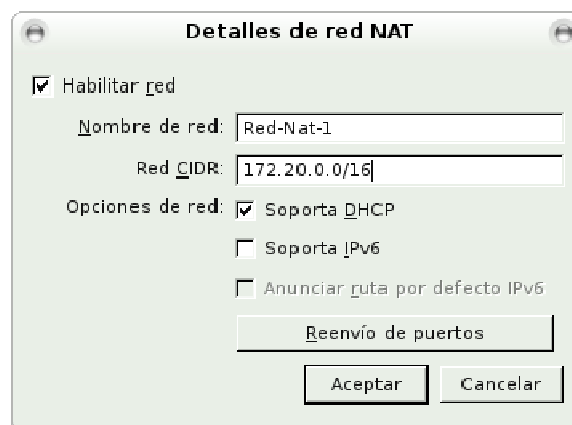 Detalles de red NAT
Habilitar red
Nombre de red: Red-Nat-1
Red CIDR: 172.20.0.0/16
Opciones de red: Soporta DHCP
Soporta IPv6
Anunciar ruta por defecto IPv6
Reenvío de puertos
Aceptar Cancelar